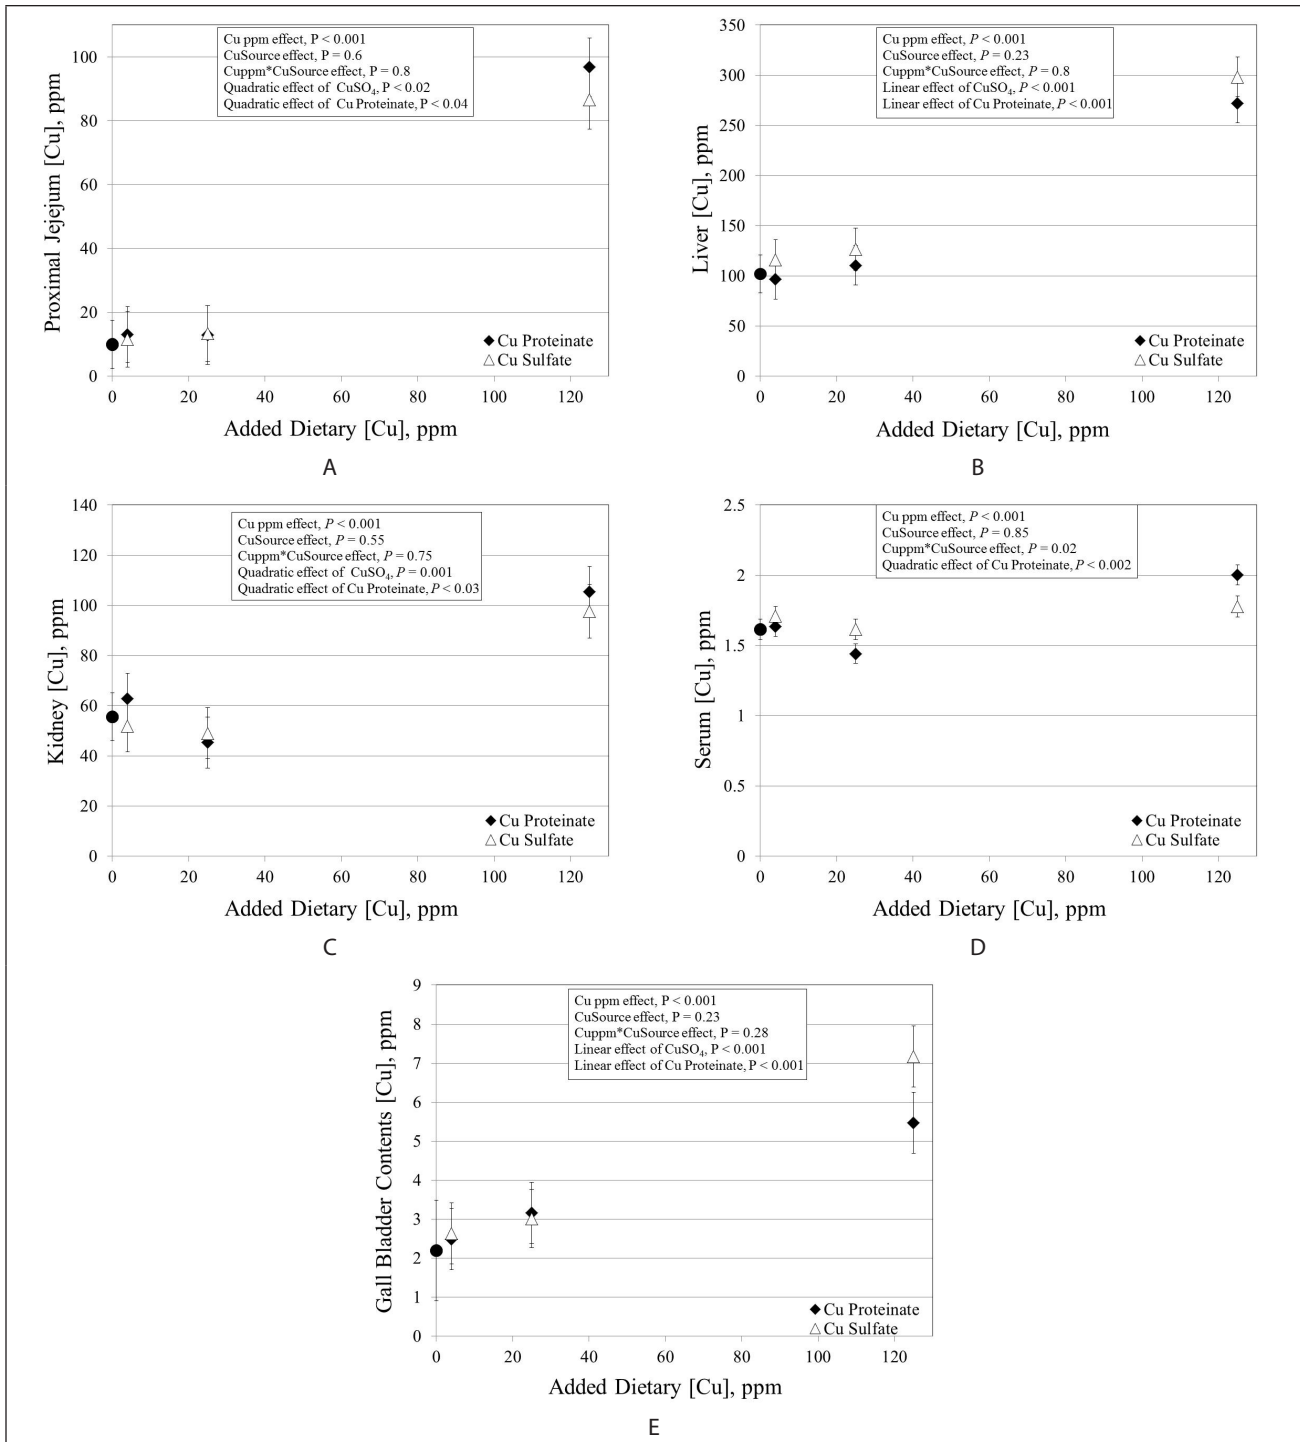 Cu ppm effect, P < 0.001
CuSource effect, P = 0.6
Cuppm*CuSource effect, P = 0.8
Quadratic effect of CuSO₄, P < 0.02
Quadratic effect of Cu Proteinate, P < 0.04
Proximal Jejejum [Cu], ppm
100
80
60
40
20
0
Cu Proteinate
Cu Sulfate
0 20 40 60 80 100 120
Added Dietary [Cu], ppm
A
Cu ppm effect, P < 0.001
CuSource effect, P = 0.23
Cuppm*CuSource effect, P = 0.8
Linear effect of CuSO₄, P < 0.001
Linear effect of Cu Proteinate, P < 0.001
Liver [Cu], ppm
350
300
250
200
150
100
50
0
Cu Proteinate
Cu Sulfate
0 20 40 60 80 100 120
Added Dietary [Cu], ppm
B
Cu ppm effect, P < 0.001
CuSource effect, P = 0.55
Cuppm*CuSource effect, P = 0.75
Quadratic effect of CuSO₄, P = 0.001
Quadratic effect of Cu Proteinate, P < 0.03
Kidney [Cu], ppm
140
120
100
80
60
40
20
0
Cu Proteinate
Cu Sulfate
0 20 40 60 80 100 120
Added Dietary [Cu], ppm
C
Cu ppm effect, P < 0.001
CuSource effect, P = 0.85
Cuppm*CuSource effect, P = 0.02
Quadratic effect of Cu Proteinate, P < 0.002
Serum [Cu], ppm
2.5
2
1.5
1
0.5
0
Cu Proteinate
Cu Sulfate
0 20 40 60 80 100 120
Added Dietary [Cu], ppm
D
Cu ppm effect, P < 0.001
CuSource effect, P = 0.23
Cuppm*CuSource effect, P = 0.28
Linear effect of CuSO₄, P < 0.001
Linear effect of Cu Proteinate, P < 0.001
Gall Bladder Contents [Cu], ppm
9
8
7
6
5
4
3
2
1
0
Cu Proteinate
Cu Sulfate
0 20 40 60 80 100 120
Added Dietary [Cu], ppm
E